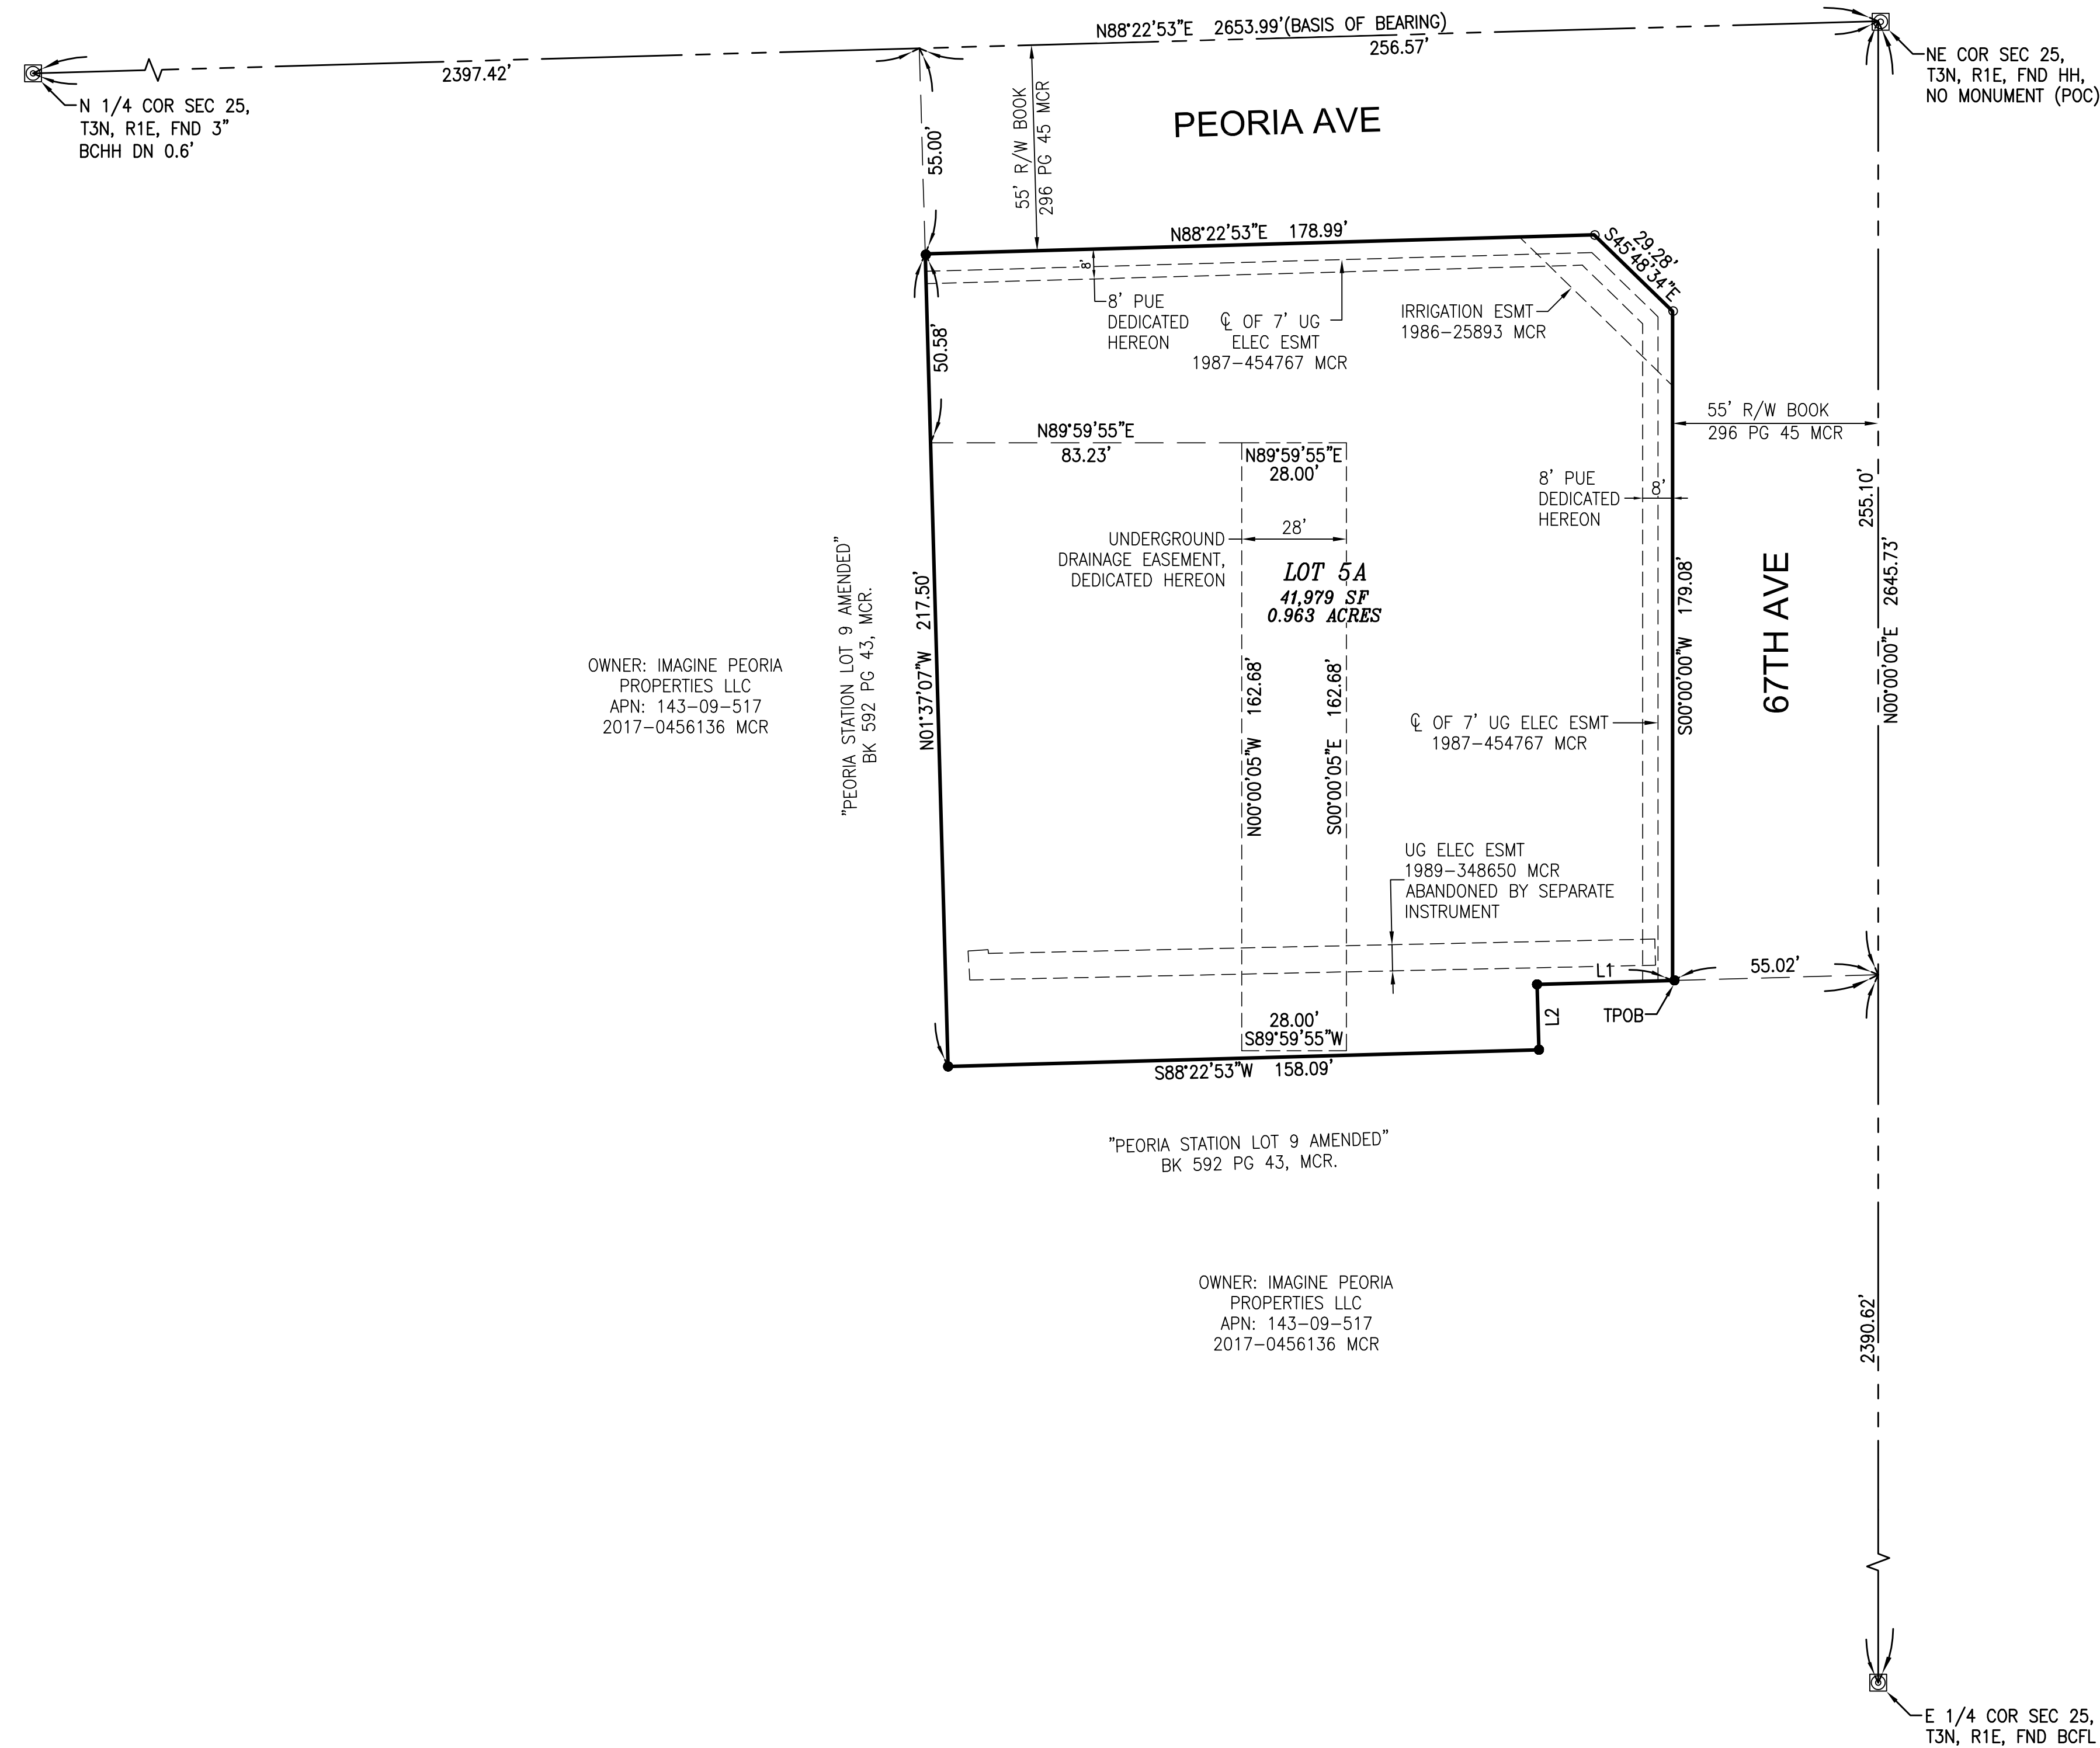 N88°22'53"E 2653.99'(BASIS OF BEARING)
256.57'
2397.42'
N 1/4 COR SEC 25,
T3N, R1E, FND 3"
BCHH DN 0.6'
NE COR SEC 25,
T3N, R1E, FND HH,
NO MONUMENT (POC)
55.00'
55' R/W BOOK
296 PG 45 MCR
PEORIA AVE
N88°22'53"E 178.99'
29.28'
S45°48'34"E
8'
8' PUE
DEDICATED
HEREON
℄ OF 7' UG
ELEC ESMT
1987-454767 MCR
IRRIGATION ESMT
1986-25893 MCR
50.58'
55' R/W BOOK
296 PG 45 MCR
N89°59'55"E
83.23'
N89°59'55"E
28.00'
8' PUE
DEDICATED
HEREON
8'
255.10'
UNDERGROUND
DRAINAGE EASEMENT,
DEDICATED HEREON
28'
LOT 5A
41,979 SF
0.963 ACRES
N01°37'07"W 217.50'
"PEORIA STATION LOT 9 AMENDED"
BK 592 PG 43, MCR.
OWNER: IMAGINE PEORIA
PROPERTIES LLC
APN: 143-09-517
2017-0456136 MCR
N00°00'05"W 162.68'
S00°00'05"E 162.68'
S00°00'00"W 179.08'
67TH AVE
N00°00'00"E 2645.73'
℄ OF 7' UG ELEC ESMT
1987-454767 MCR
UG ELEC ESMT
1989-348650 MCR
ABANDONED BY SEPARATE
INSTRUMENT
L1
55.02'
L2
TPOB
28.00'
S89°59'55"W
S88°22'53"W 158.09'
"PEORIA STATION LOT 9 AMENDED"
BK 592 PG 43, MCR.
OWNER: IMAGINE PEORIA
PROPERTIES LLC
APN: 143-09-517
2017-0456136 MCR
2390.62'
E 1/4 COR SEC 25,
T3N, R1E, FND BCFL